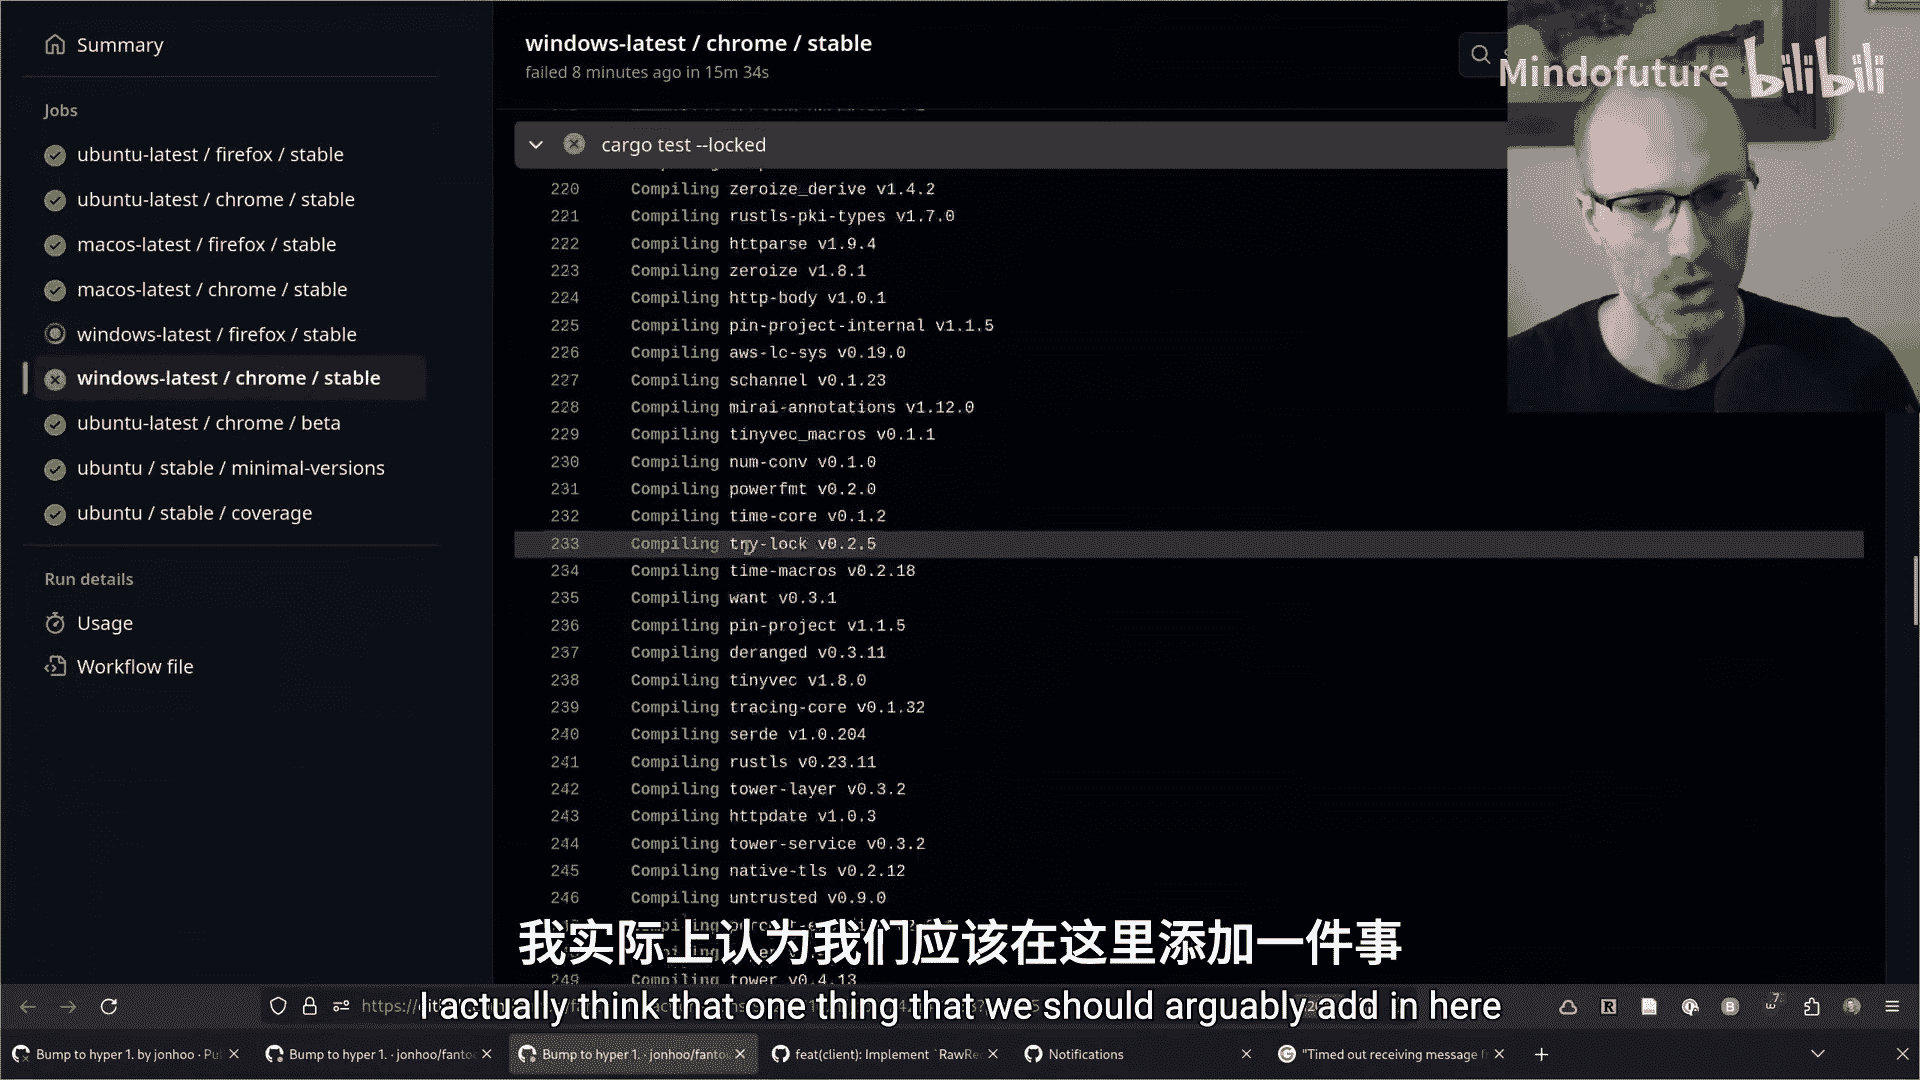 Summary
Jobs
ubuntu-latest / firefox / stable
ubuntu-latest / chrome / stable
macos-latest / firefox / stable
macos-latest / chrome / stable
windows-latest / firefox / stable
windows-latest / chrome / stable
ubuntu-latest / chrome / beta
ubuntu / stable / minimal-versions
ubuntu / stable / coverage
Run details
Usage
Workflow file
windows-latest / chrome / stable
failed 8 minutes ago in 15m 34s
Mindofuture bilibili
cargo test --locked
220 Compiling zeroize_derive v1.4.2
221 Compiling rustls-pki-types v1.7.0
222 Compiling httparse v1.9.4
223 Compiling zeroize v1.8.1
224 Compiling http-body v1.0.1
225 Compiling pin-project-internal v1.1.5
226 Compiling aws-lc-sys v0.19.0
227 Compiling schannel v0.1.23
228 Compiling mirai-annotations v1.12.0
229 Compiling tinyvec_macros v0.1.1
230 Compiling num-conv v0.1.0
231 Compiling powerfmt v0.2.0
232 Compiling time-core v0.1.2
233 Compiling try-lock v0.2.5
234 Compiling time-macros v0.2.18
235 Compiling want v0.3.1
236 Compiling pin-project v1.1.5
237 Compiling deranged v0.3.11
238 Compiling tinyvec v1.8.0
239 Compiling tracing-core v0.1.32
240 Compiling serde v1.0.204
241 Compiling rustls v0.23.11
242 Compiling tower-layer v0.3.2
243 Compiling httpdate v1.0.3
244 Compiling tower-service v0.3.2
245 Compiling native-tls v0.2.12
246 Compiling untrusted v0.9.0
249 tower v0.4.13
我实际上认为我们应该在这里添加一件事
I actually think that one thing that we should arguably add in here
https://
Bump to hyper 1. by jonhoo · Pu
Bump to hyper 1. · jonhoo/fanto
Bump to hyper 1. · jonhoo/fanto
feat(client): Implement `RawRe
Notifications
"Timed out receiving message f